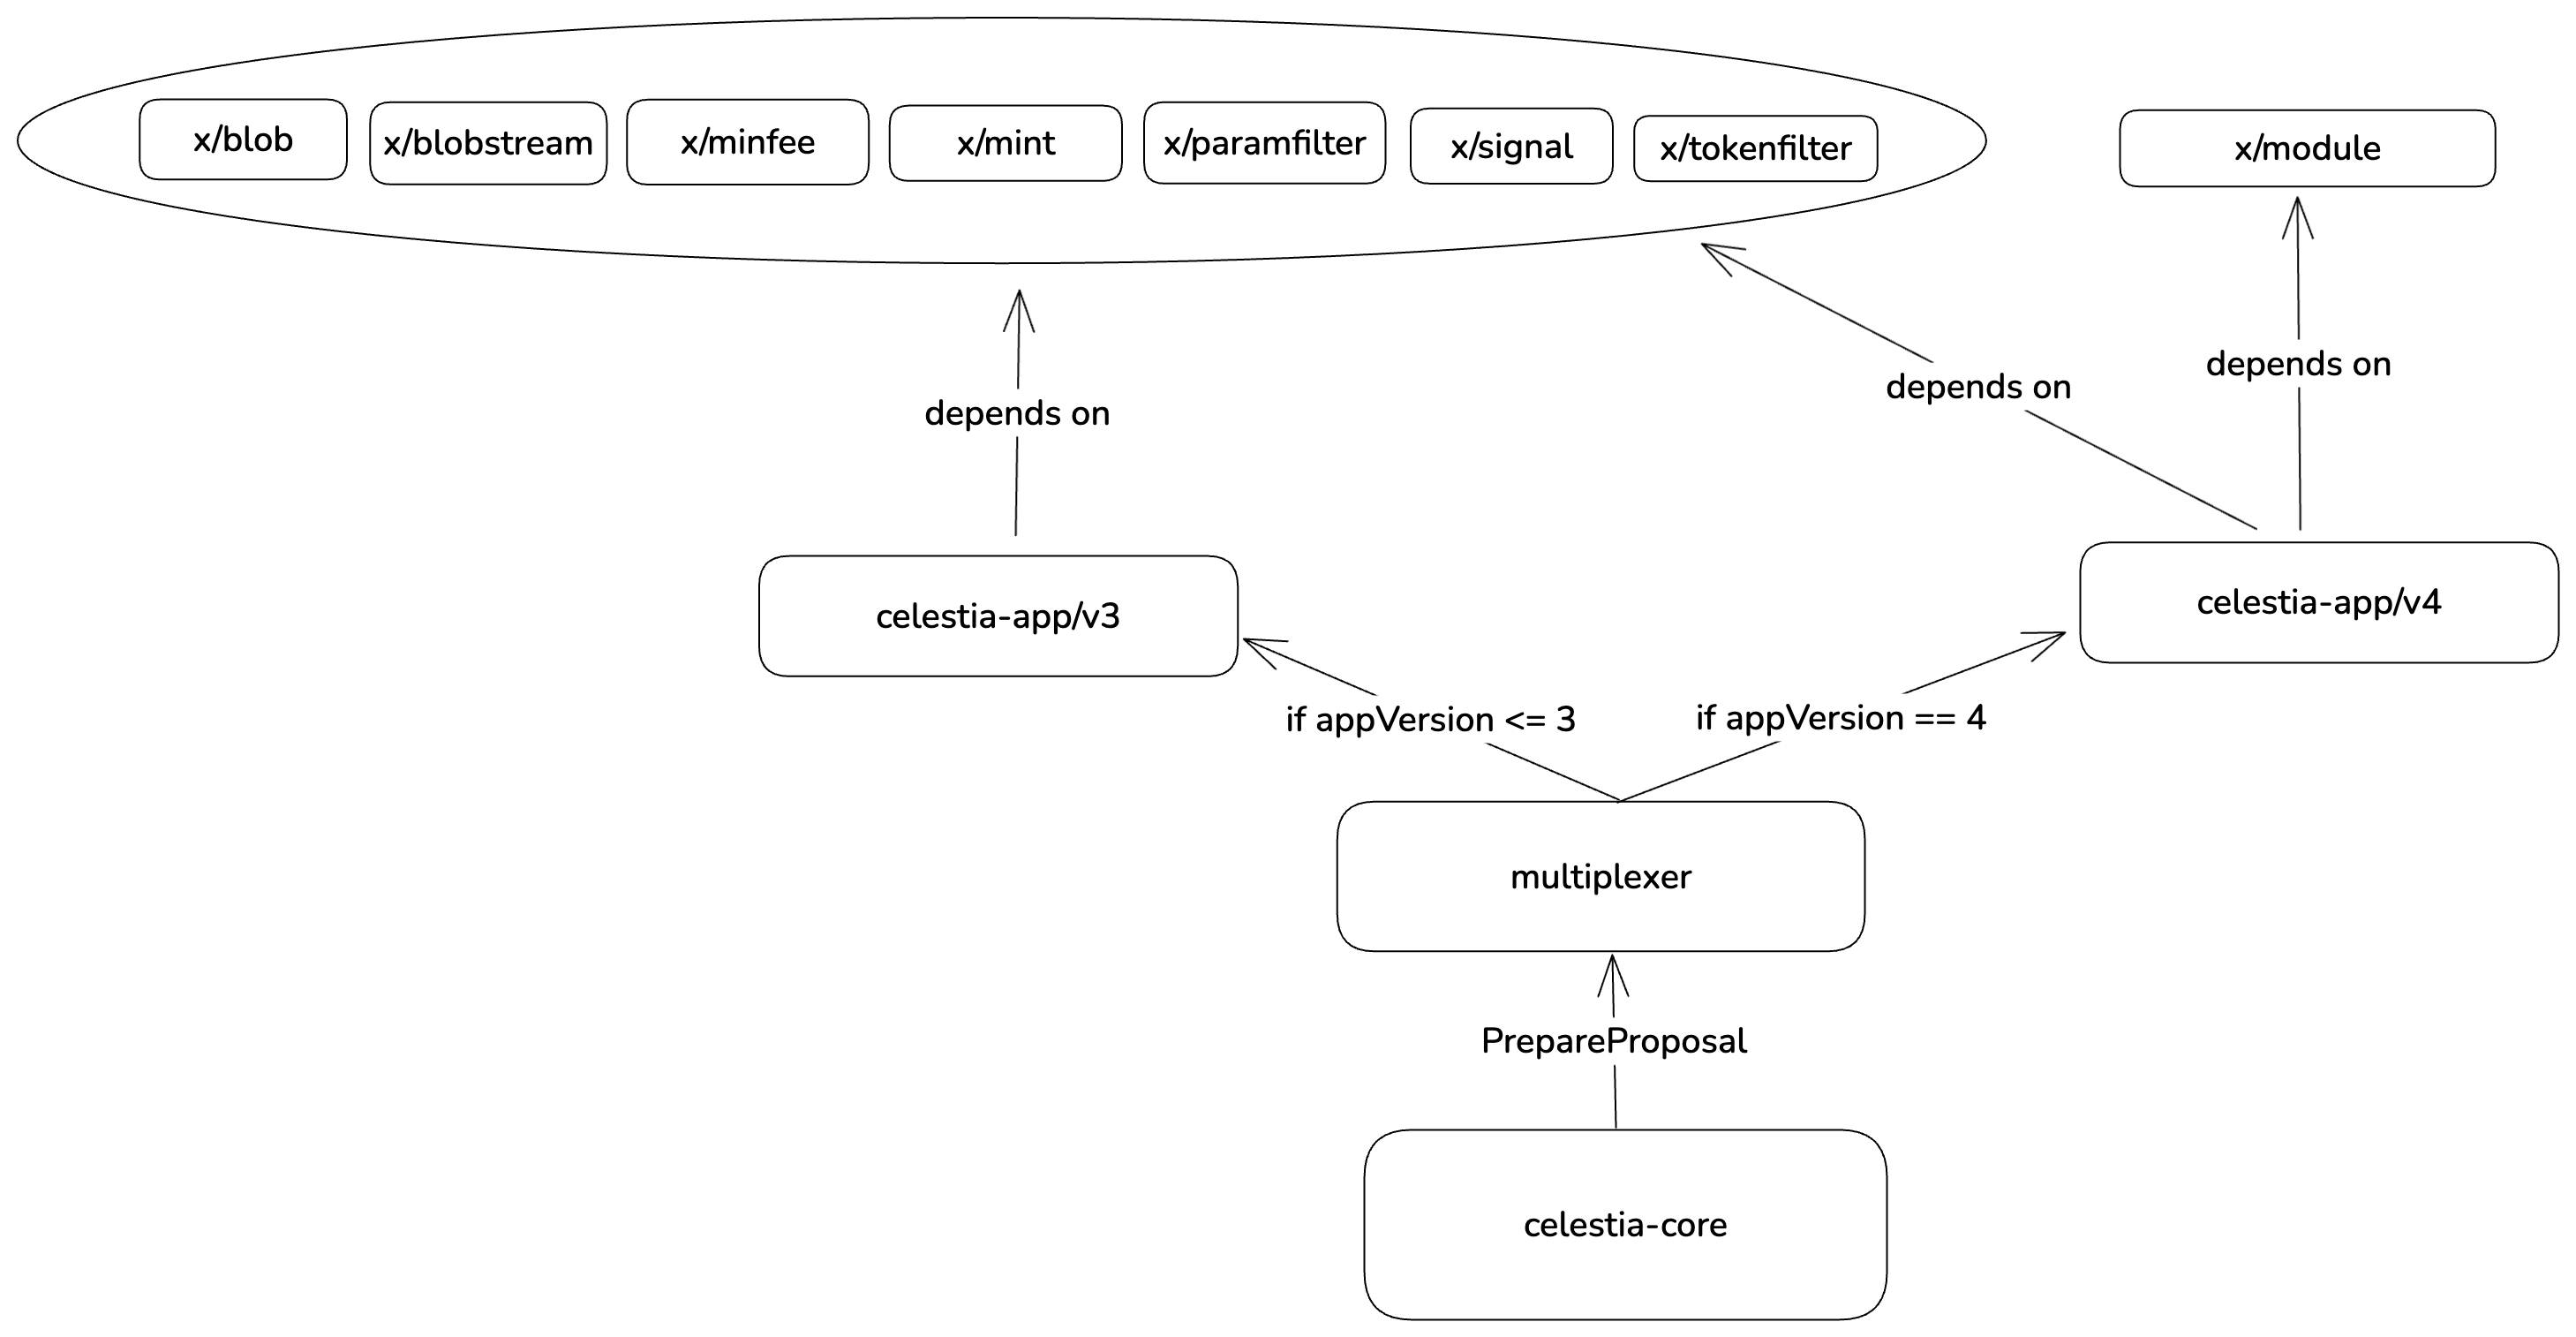 x/blob
x/blobstream
x/minfee
x/mint
x/paramfilter
x/signal
x/tokenfilter
x/module
depends on
depends on
depends on
celestia-app/v3
celestia-app/v4
if appVersion <= 3
if appVersion == 4
multiplexer
PrepareProposal
celestia-core